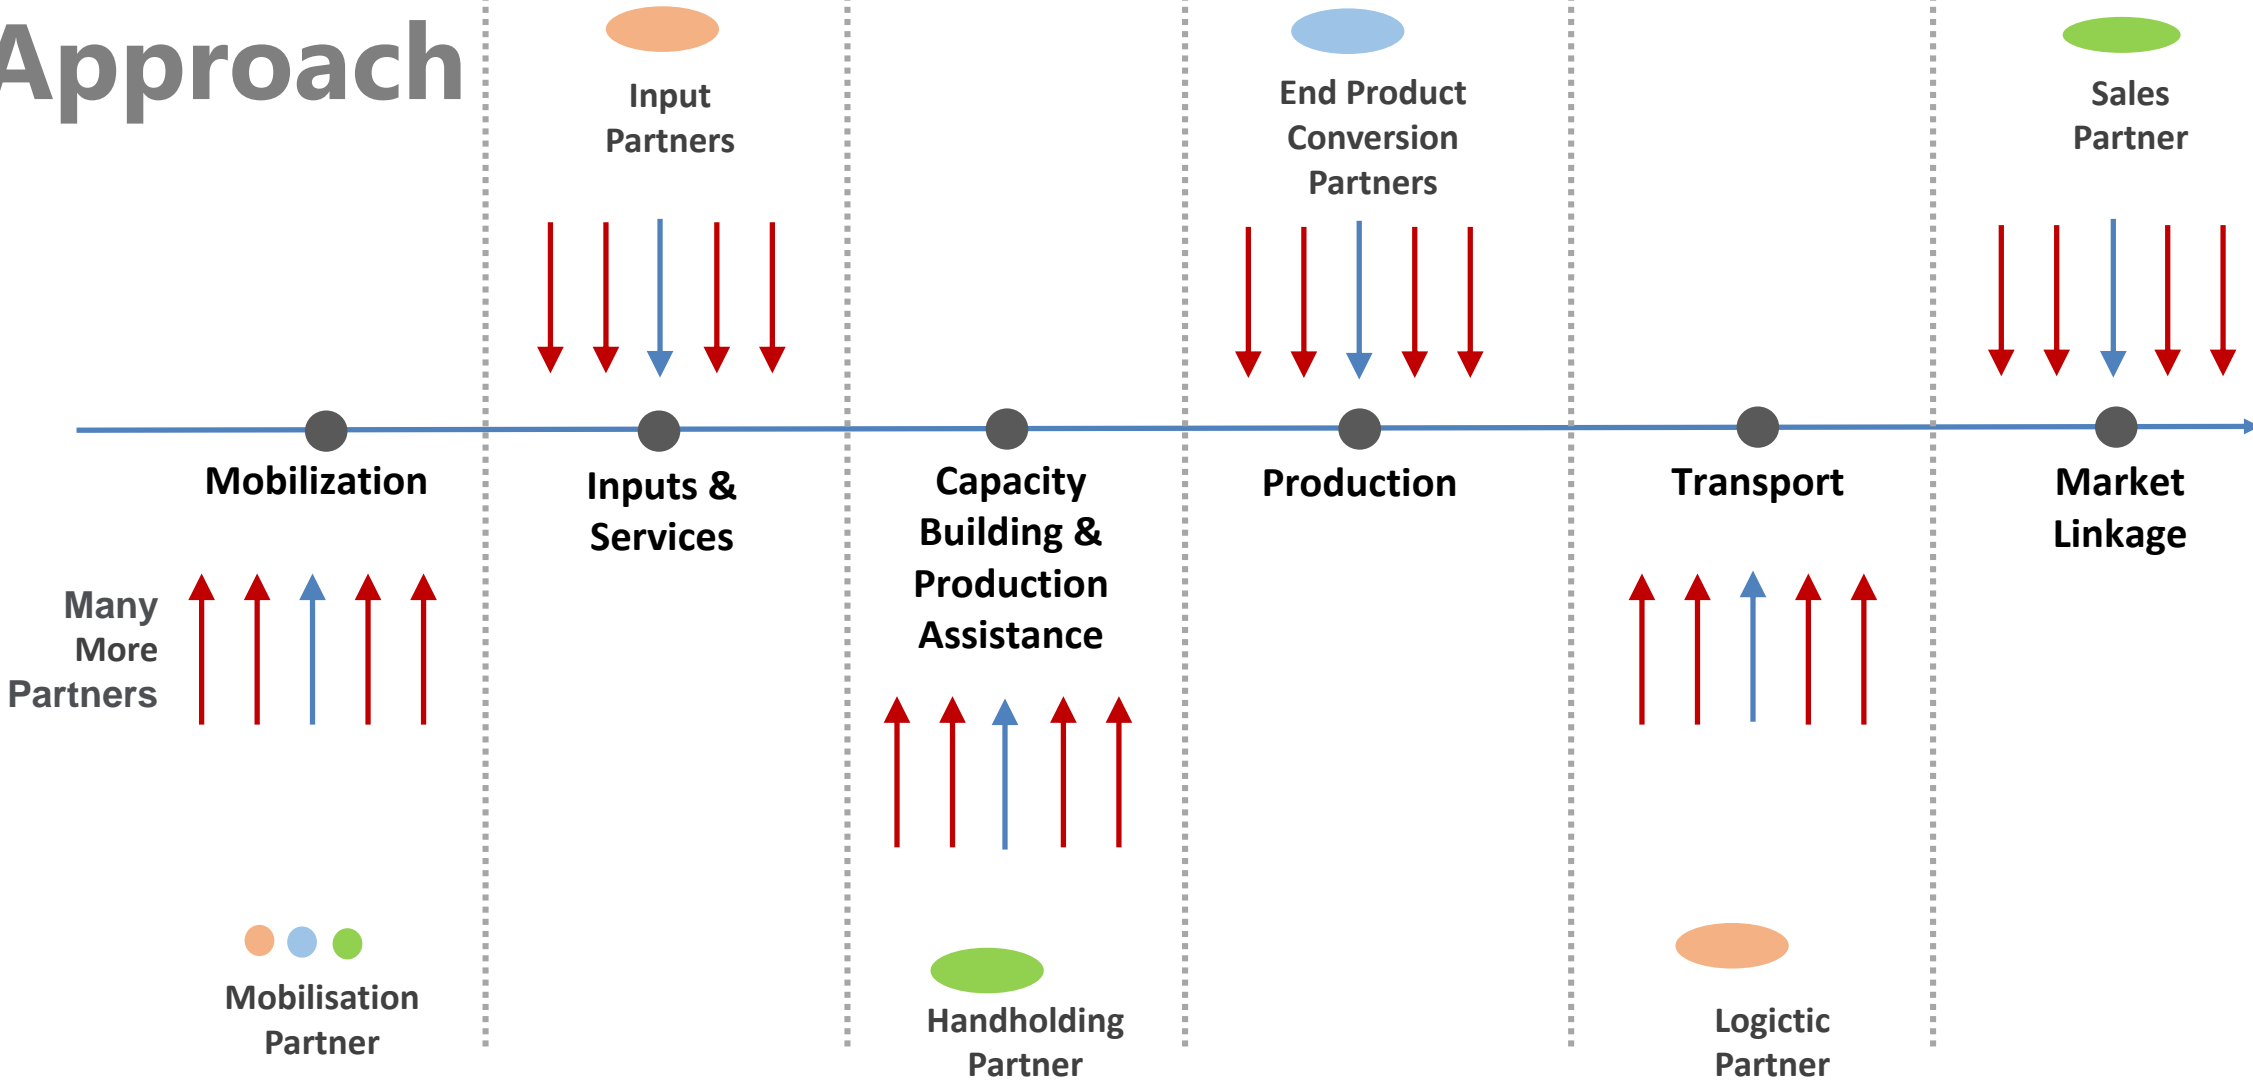 Approach
Input
Partners
End Product
Conversion
Partners
Sales
Partner
Mobilization
Inputs &
Services
Capacity
Building &
Production
Assistance
Production
Transport
Market
Linkage
Many
More
Partners
Mobilisation
Partner
Handholding
Partner
Logictic
Partner